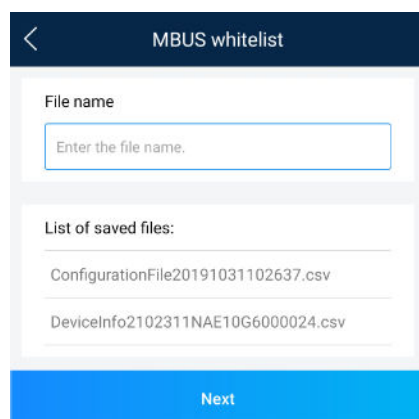 MBUS whitelist
File name
Enter the file name.
List of saved files:
ConfigurationFile20191031102637.csv
DeviceInfo2102311NAE10G6000024.csv
Next